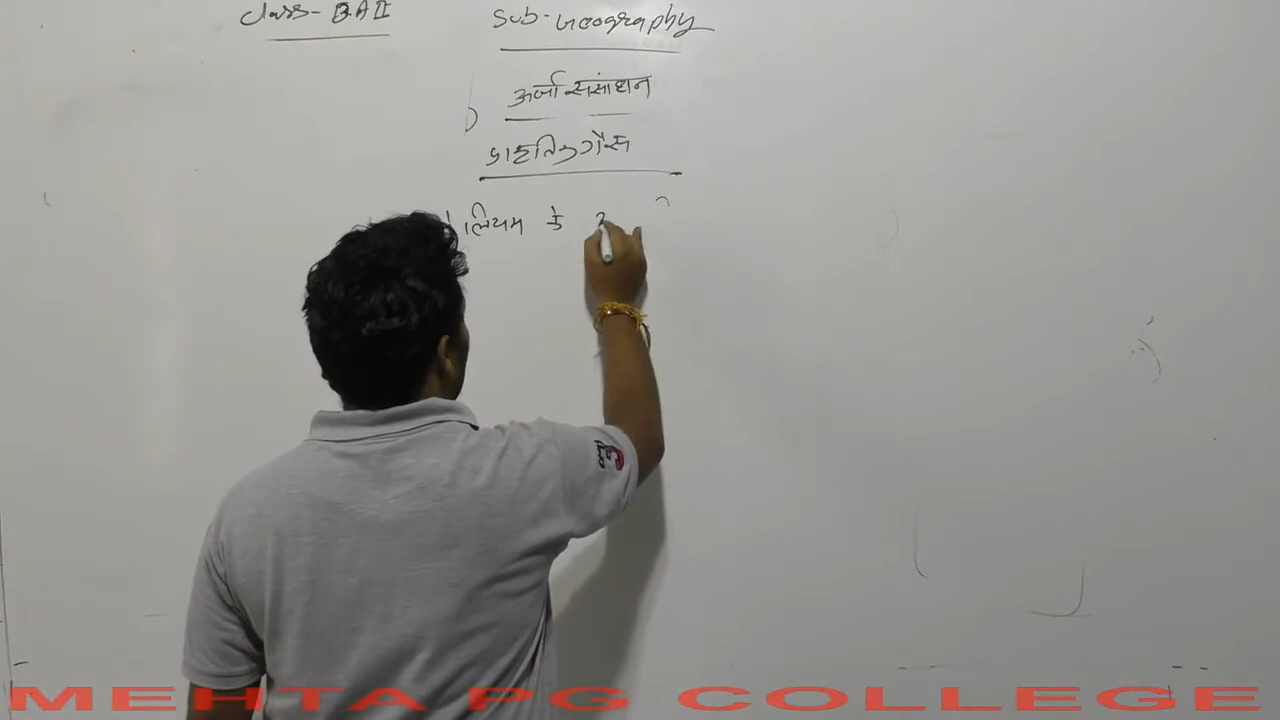 Class- B.A II
Sub- Geography
ऊर्जा संसाधन
प्राकृतिक गैस
लियम के
MEHTA PG COLLEGE